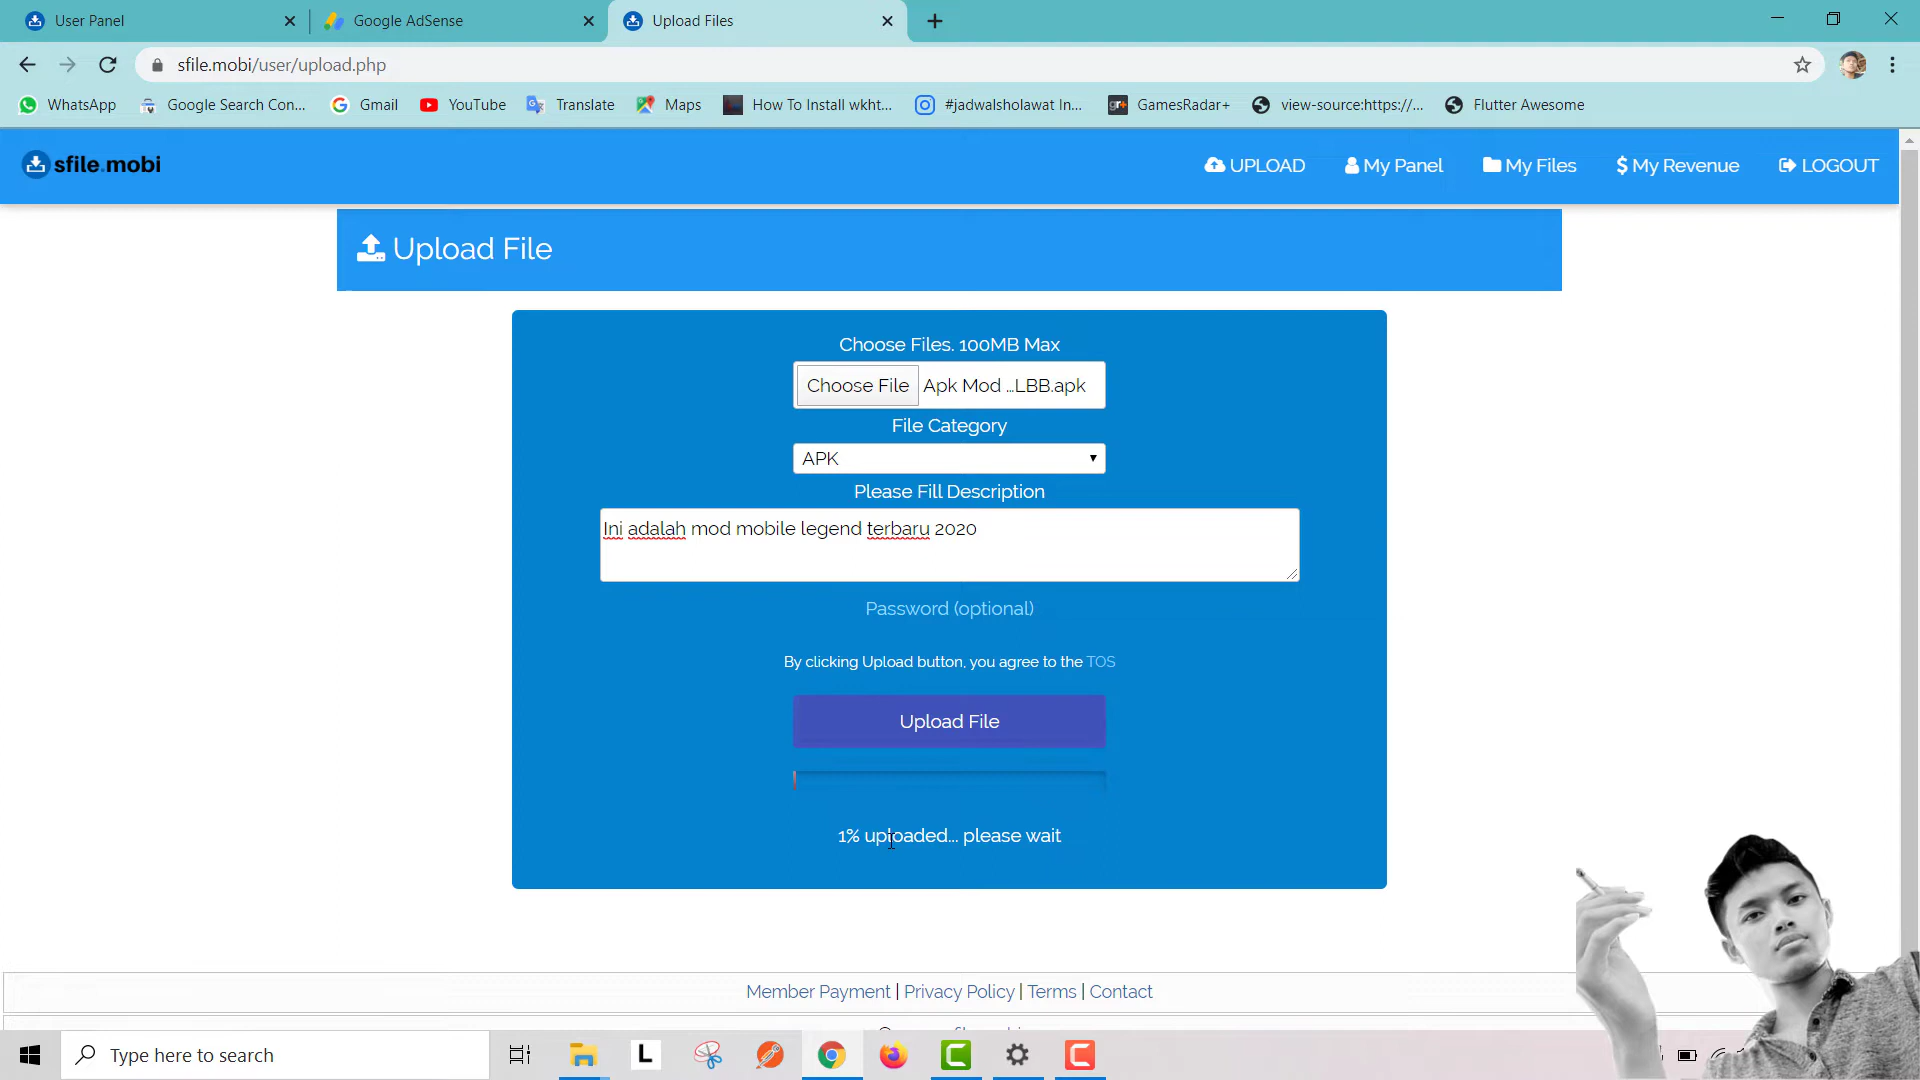 User Panel
Google AdSense
Upload Files
sfile.mobi/user/upload.php
WhatsApp
Google Search Con...
Gmail
YouTube
Translate
Maps
How To Install wkht...
#jadwalsholawat In...
GamesRadar+
view-source:https://...
Flutter Awesome
sfile.mobi
UPLOAD
My Panel
My Files
My Revenue
LOGOUT
Upload File
Choose Files. 100MB Max
Choose File Apk Mod ...LBB.apk
File Category
APK
Please Fill Description
Ini adalah mod mobile legend terbaru 2020
Password (optional)
By clicking Upload button, you agree to the TOS
Upload File
1% uploaded... please wait
Member Payment | Privacy Policy | Terms | Contact
Type here to search